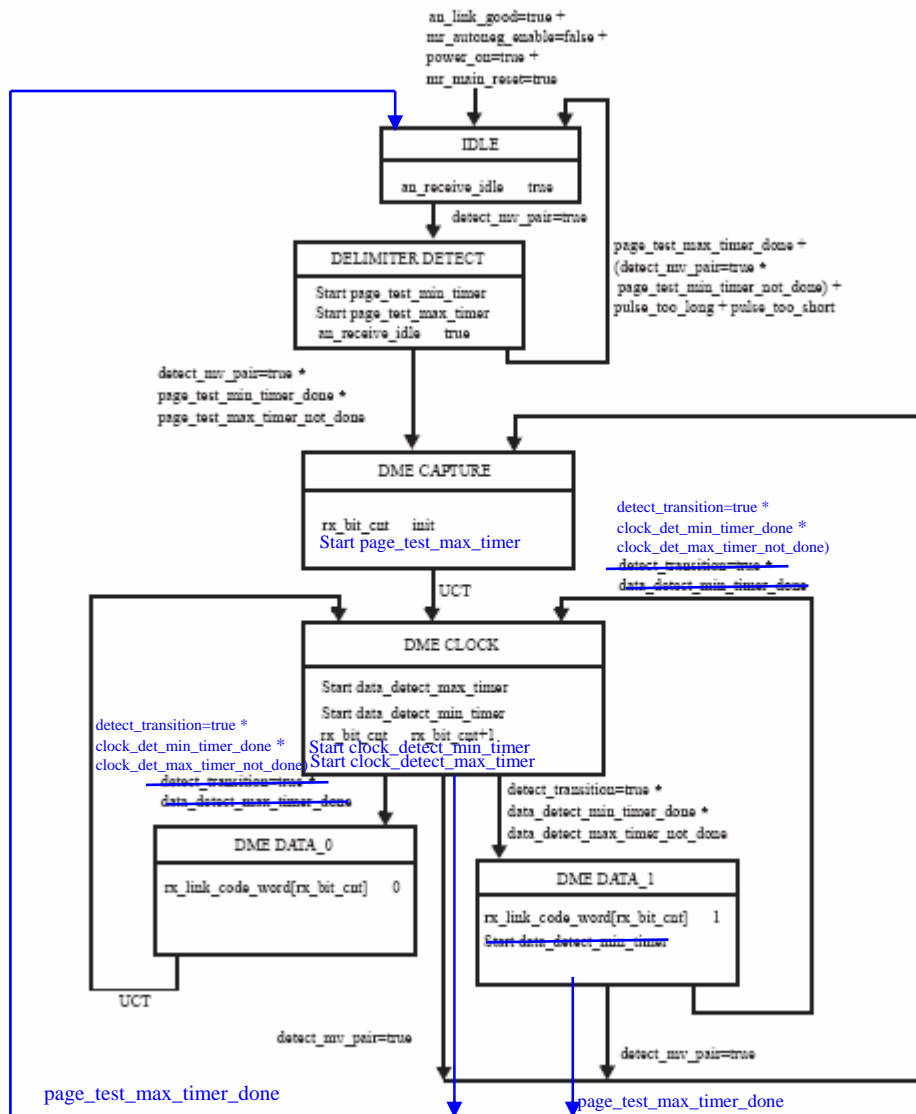 an_link_good=true +
mr_autoneg_enable=false +
power_on=true +
mr_main_reset=true
IDLE
an_receive_idle true
detect_mv_pair=true
DELIMITER DETECT
Start page_test_min_timer
Start page_test_max_timer
an_receive_idle true
page_test_max_timer_done +
(detect_mv_pair=true *
page_test_min_timer_not_done) +
pulse_too_long + pulse_too_short
detect_mv_pair=true *
page_test_min_timer_done *
page_test_max_timer_not_done
DME CAPTURE
rx_bit_cnt init
Start page_test_max_timer
detect_transition=true *
clock_det_min_timer_done *
clock_det_max_timer_not_done)
detect_transition=true *
data_detect_min_timer_done
UCT
DME CLOCK
Start data_detect_max_timer
Start data_detect_min_timer
rx_bit_cnt rx_bit_cnt+1
Start clock_detect_min_timer
Start clock_detect_max_timer
detect_transition=true *
clock_det_min_timer_done *
clock_det_max_timer_not_done)
detect_transition=true *
data_detect_max_timer_done
detect_transition=true *
data_detect_min_timer_done *
data_detect_max_timer_not_done
DME DATA_0
rx_link_code_word[rx_bit_cnt] 0
DME DATA_1
rx_link_code_word[rx_bit_cnt] 1
Start data_detect_min_timer
UCT
detect_mv_pair=true
detect_mv_pair=true
page_test_max_timer_done
page_test_max_timer_done